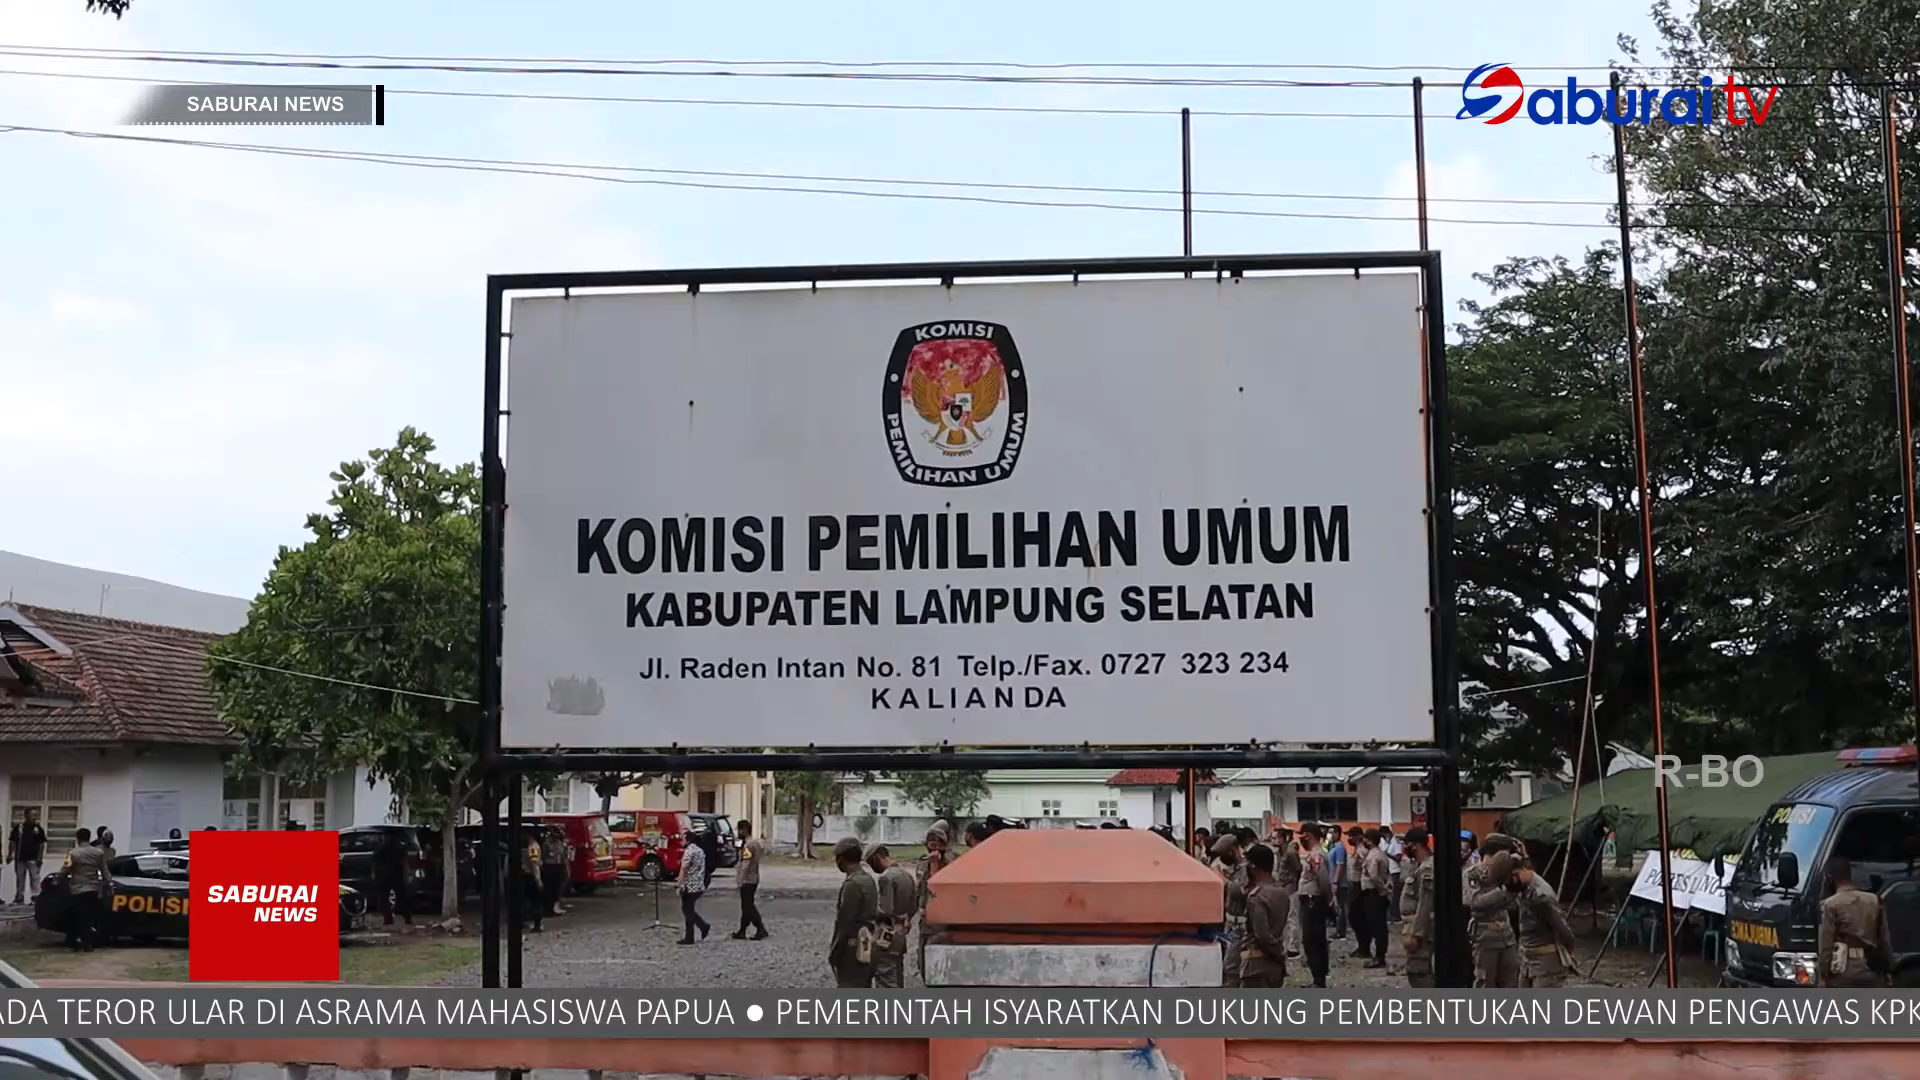 SABURAI NEWS
Saburai tv
KOMISI
PEMILIHAN UMUM
KOMISI PEMILIHAN UMUM
KABUPATEN LAMPUNG SELATAN
Jl. Raden Intan No. 81 Telp./Fax. 0727 323 234
KALIANDA
R-BO
POLISI
POLISI
SABURAI
NEWS
ADA TEROR ULAR DI ASRAMA MAHASISWA PAPUA ● PEMERINTAH ISYARATKAN DUKUNG PEMBENTUKAN DEWAN PENGAWAS KPK